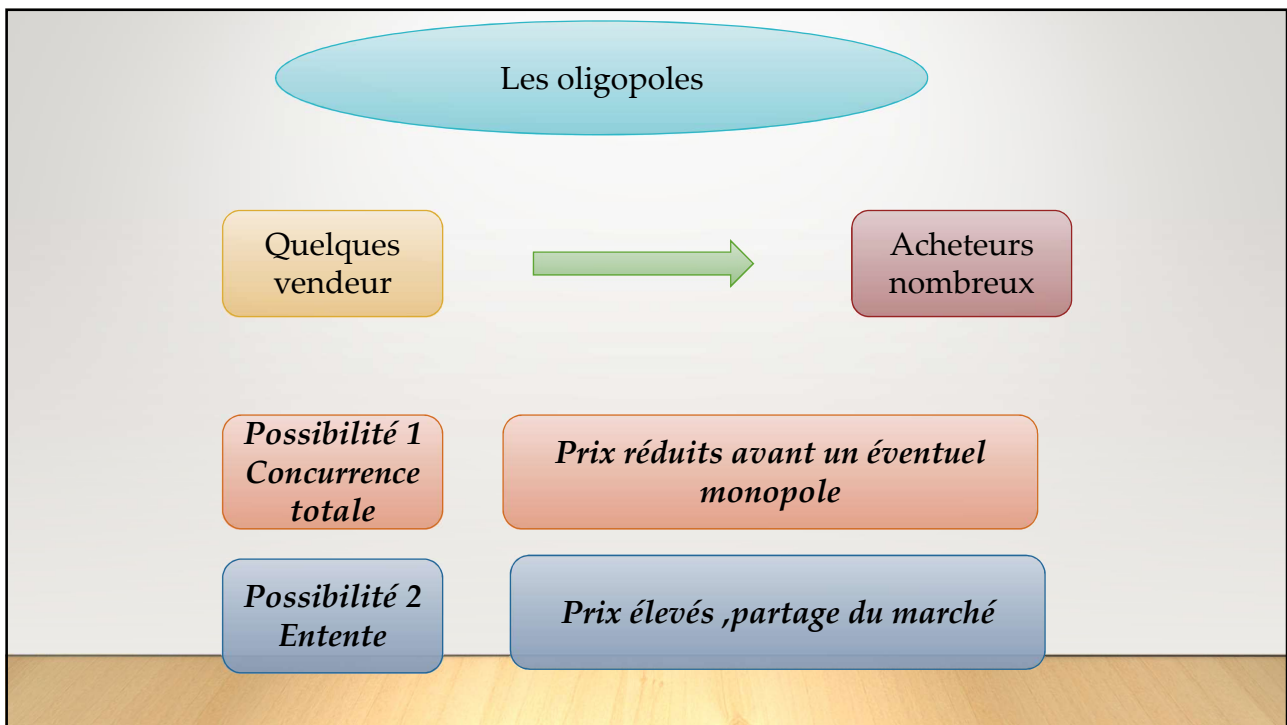 Les oligopoles
Quelques
vendeur
Acheteurs
nombreux
Possibilité 1
Concurrence
totale
Prix réduits avant un éventuel
monopole
Possibilité 2
Entente
Prix élevés ,partage du marché